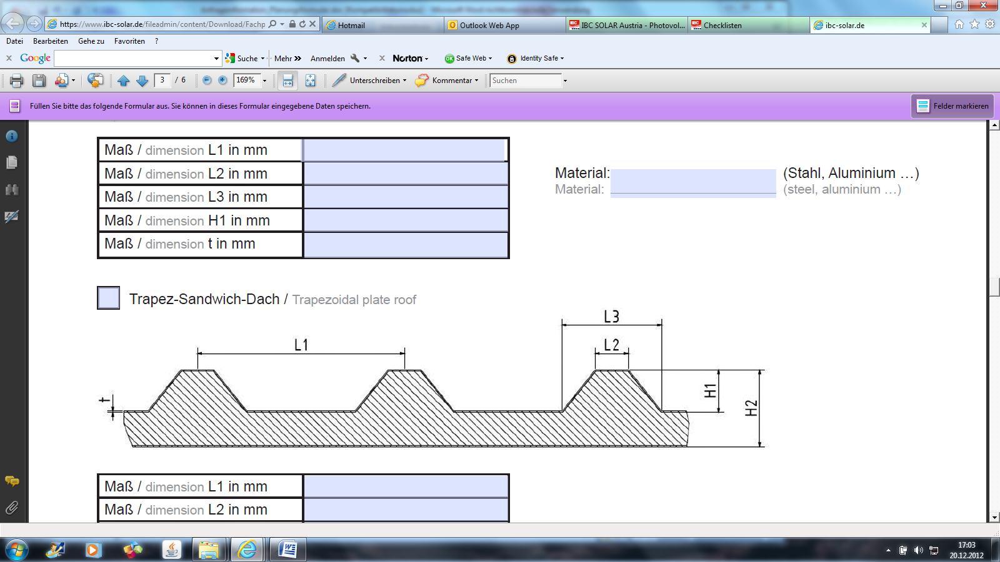 https://www.ibc-solar.de/fileadmin/content/Download/Fachp
Hotmail
Outlook Web App
IBC SOLAR Austria - Photovol...
Checklisten
ibc-solar.de
Datei Bearbeiten Gehe zu Favoriten ?
Google Suche Mehr Anmelden Norton Safe Web Identity Safe
3 / 6 169% Unterschreiben Kommentar Suchen
Füllen Sie bitte das folgende Formular aus. Sie können in dieses Formular eingegebene Daten speichern.
Felder markieren
Maß / dimension L1 in mm
Maß / dimension L2 in mm
Maß / dimension L3 in mm
Maß / dimension H1 in mm
Maß / dimension t in mm
Material: (Stahl, Aluminium …)
Material: (steel, aluminium …)
Trapez-Sandwich-Dach / Trapezoidal plate roof
L3
L1
L2
t
H1
H2
Maß / dimension L1 in mm
Maß / dimension L2 in mm
17:03
20.12.2012